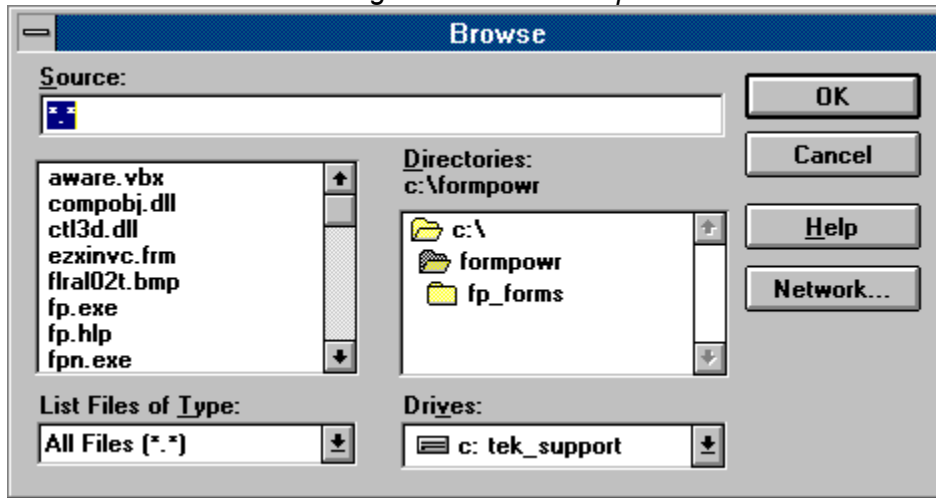 Browse
Source:
*.*
OK
Cancel
Help
Network...
aware.vbx
compobj.dll
ctl3d.dll
ezxinvc.frm
flral02t.bmp
fp.exe
fp.hlp
fpn.exe
Directories:
c:\formpowr
c:\
formpowr
fp_forms
List Files of Type:
All Files (*.*)
Drives:
c: tek_support